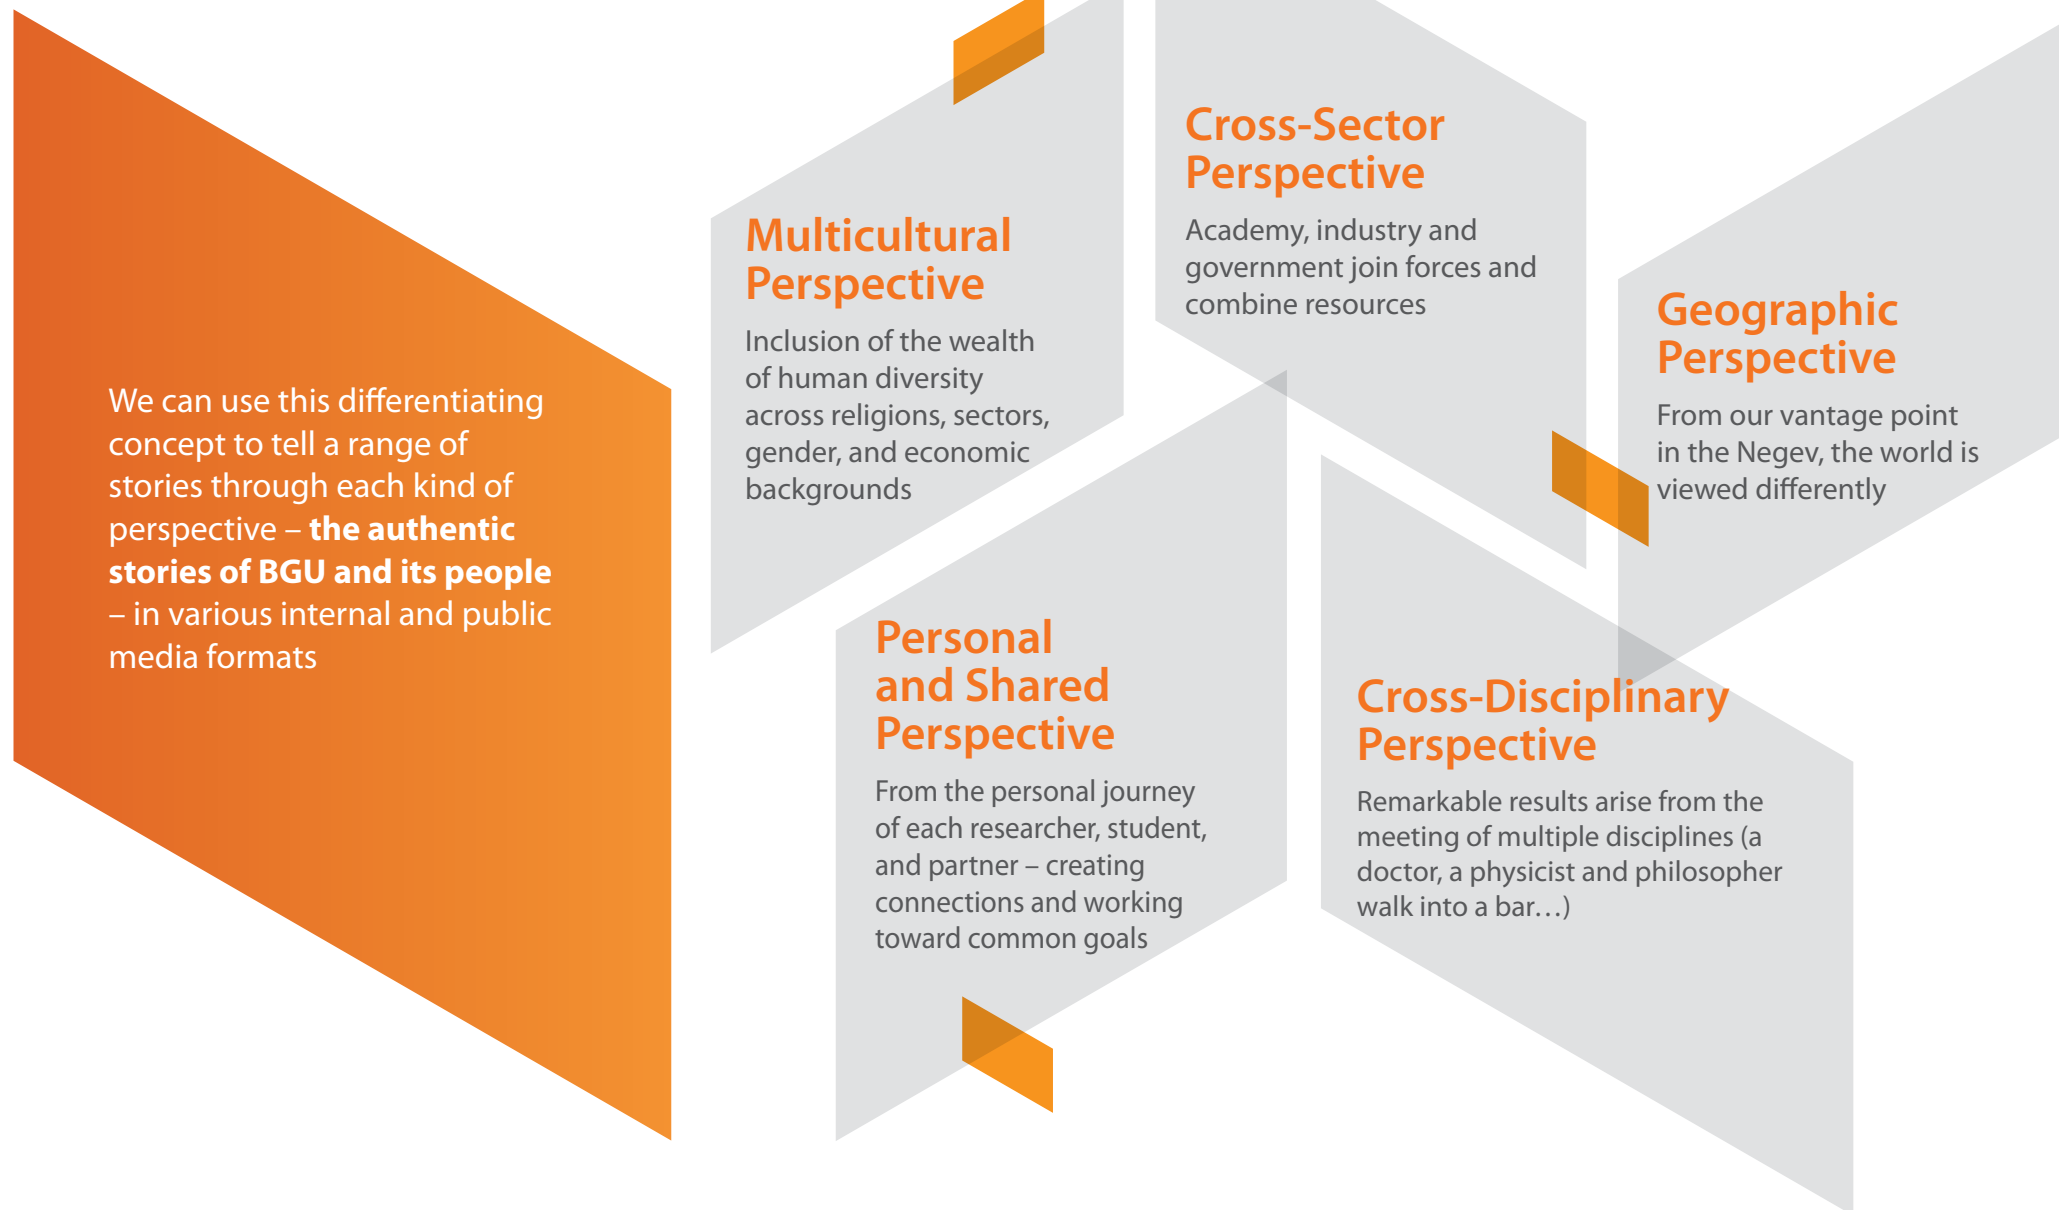 We can use this differentiating
concept to tell a range of
stories through each kind of
perspective – the authentic
stories of BGU and its people
– in various internal and public
media formats
Multicultural
Perspective
Inclusion of the wealth
of human diversity
across religions, sectors,
gender, and economic
backgrounds
Cross-Sector
Perspective
Academy, industry and
government join forces and
combine resources
Geographic
Perspective
From our vantage point
in the Negev, the world is
viewed differently
Personal
and Shared
Perspective
From the personal journey
of each researcher, student,
and partner – creating
connections and working
toward common goals
Cross-Disciplinary
Perspective
Remarkable results arise from the
meeting of multiple disciplines (a
doctor, a physicist and philosopher
walk into a bar…)